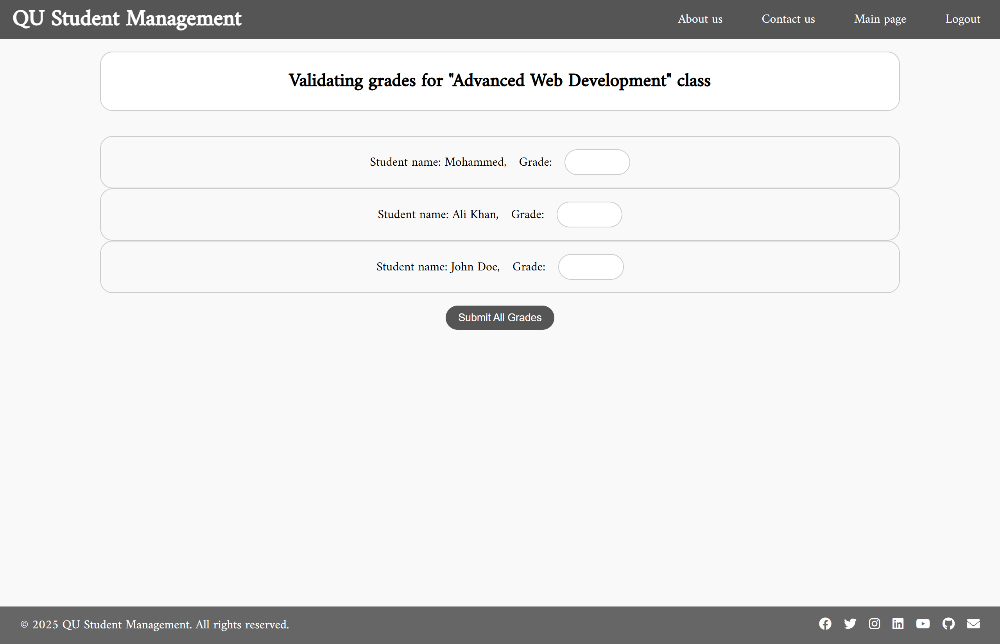 QU Student Management
About us Contact us Main page Logout
Validating grades for "Advanced Web Development" class
Student name: Mohammed, Grade:
Student name: Ali Khan, Grade:
Student name: John Doe, Grade:
Submit All Grades
© 2025 QU Student Management. All rights reserved.